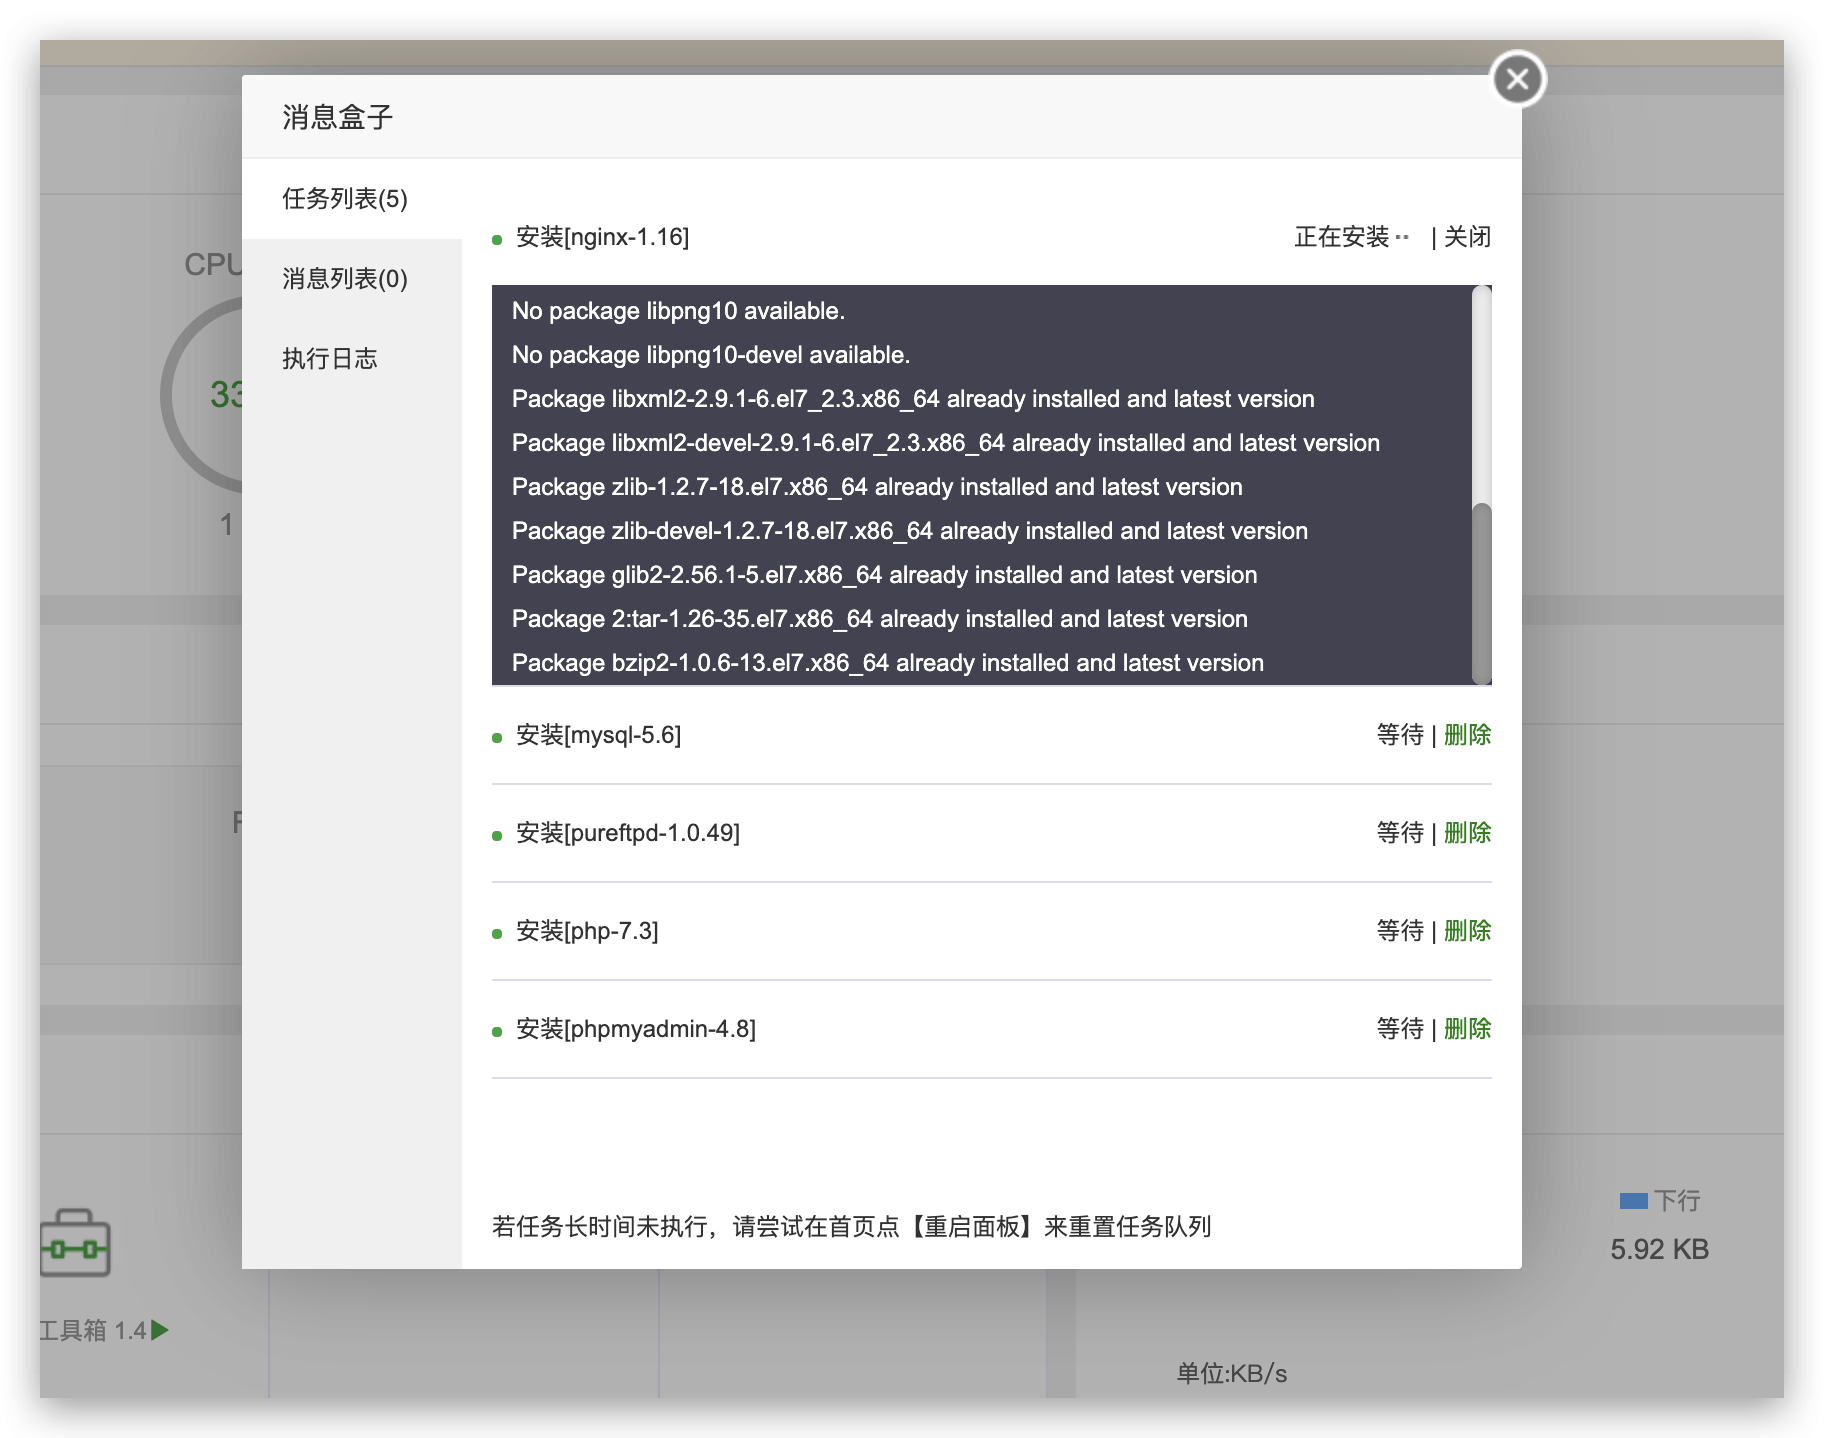 消息盒子
任务列表(5)
消息列表(0)
执行日志
安装[nginx-1.16] 正在安装 | 关闭
No package libpng10 available.
No package libpng10-devel available.
Package libxml2-2.9.1-6.el7_2.3.x86_64 already installed and latest version
Package libxml2-devel-2.9.1-6.el7_2.3.x86_64 already installed and latest version
Package zlib-1.2.7-18.el7.x86_64 already installed and latest version
Package zlib-devel-1.2.7-18.el7.x86_64 already installed and latest version
Package glib2-2.56.1-5.el7.x86_64 already installed and latest version
Package 2:tar-1.26-35.el7.x86_64 already installed and latest version
Package bzip2-1.0.6-13.el7.x86_64 already installed and latest version
安装[mysql-5.6] 等待 | 删除
安装[pureftpd-1.0.49] 等待 | 删除
安装[php-7.3] 等待 | 删除
安装[phpmyadmin-4.8] 等待 | 删除
若任务长时间未执行，请尝试在首页点【重启面板】来重置任务队列
CPU
33
1
下行
5.92 KB
工具箱 1.4
单位:KB/s